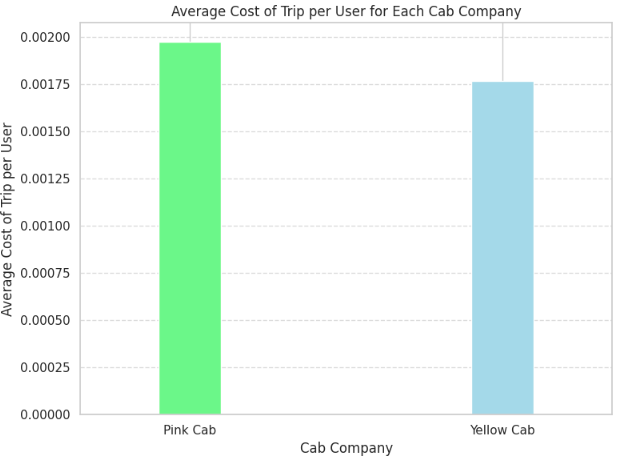 Average Cost of Trip per User for Each Cab Company
0.00200
0.00175
0.00150
0.00125
0.00100
0.00075
0.00050
0.00025
0.00000
Average Cost of Trip per User
Pink Cab
Yellow Cab
Cab Company